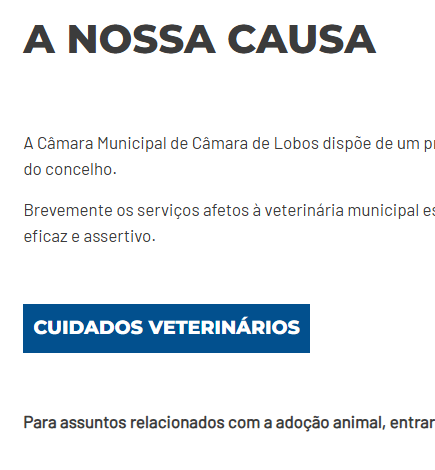 A NOSSA CAUSA
A Câmara Municipal de Câmara de Lobos dispõe de um
do concelho.
Brevemente os serviços afetos à veterinária municipal
eficaz e assertivo.
CUIDADOS VETERINÁRIOS
Para assuntos relacionados com a adoção animal,